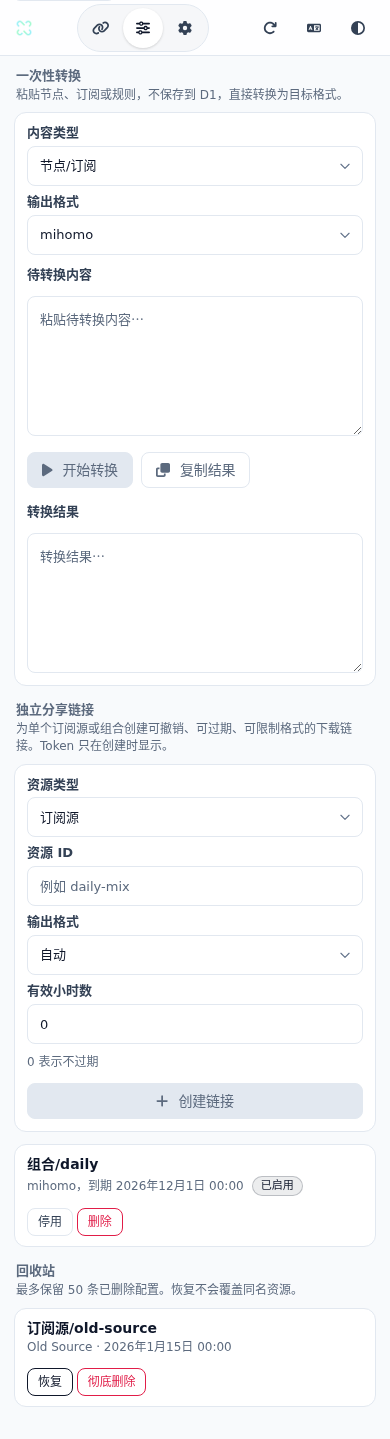 一次性转换
粘贴节点、订阅或规则，不保存到 D1，直接转换为目标格式。
内容类型
节点/订阅
输出格式
mihomo
待转换内容
粘贴待转换内容…
开始转换
复制结果
转换结果
转换结果…
独立分享链接
为单个订阅源或组合创建可撤销、可过期、可限制格式的下载链
接。Token 只在创建时显示。
资源类型
订阅源
资源 ID
例如 daily-mix
输出格式
自动
有效小时数
0
0 表示不过期
创建链接
组合/daily
mihomo，到期 2026年12月1日 00:00 已启用
停用 删除
回收站
最多保留 50 条已删除配置。恢复不会覆盖同名资源。
订阅源/old-source
Old Source · 2026年1月15日 00:00
恢复 彻底删除